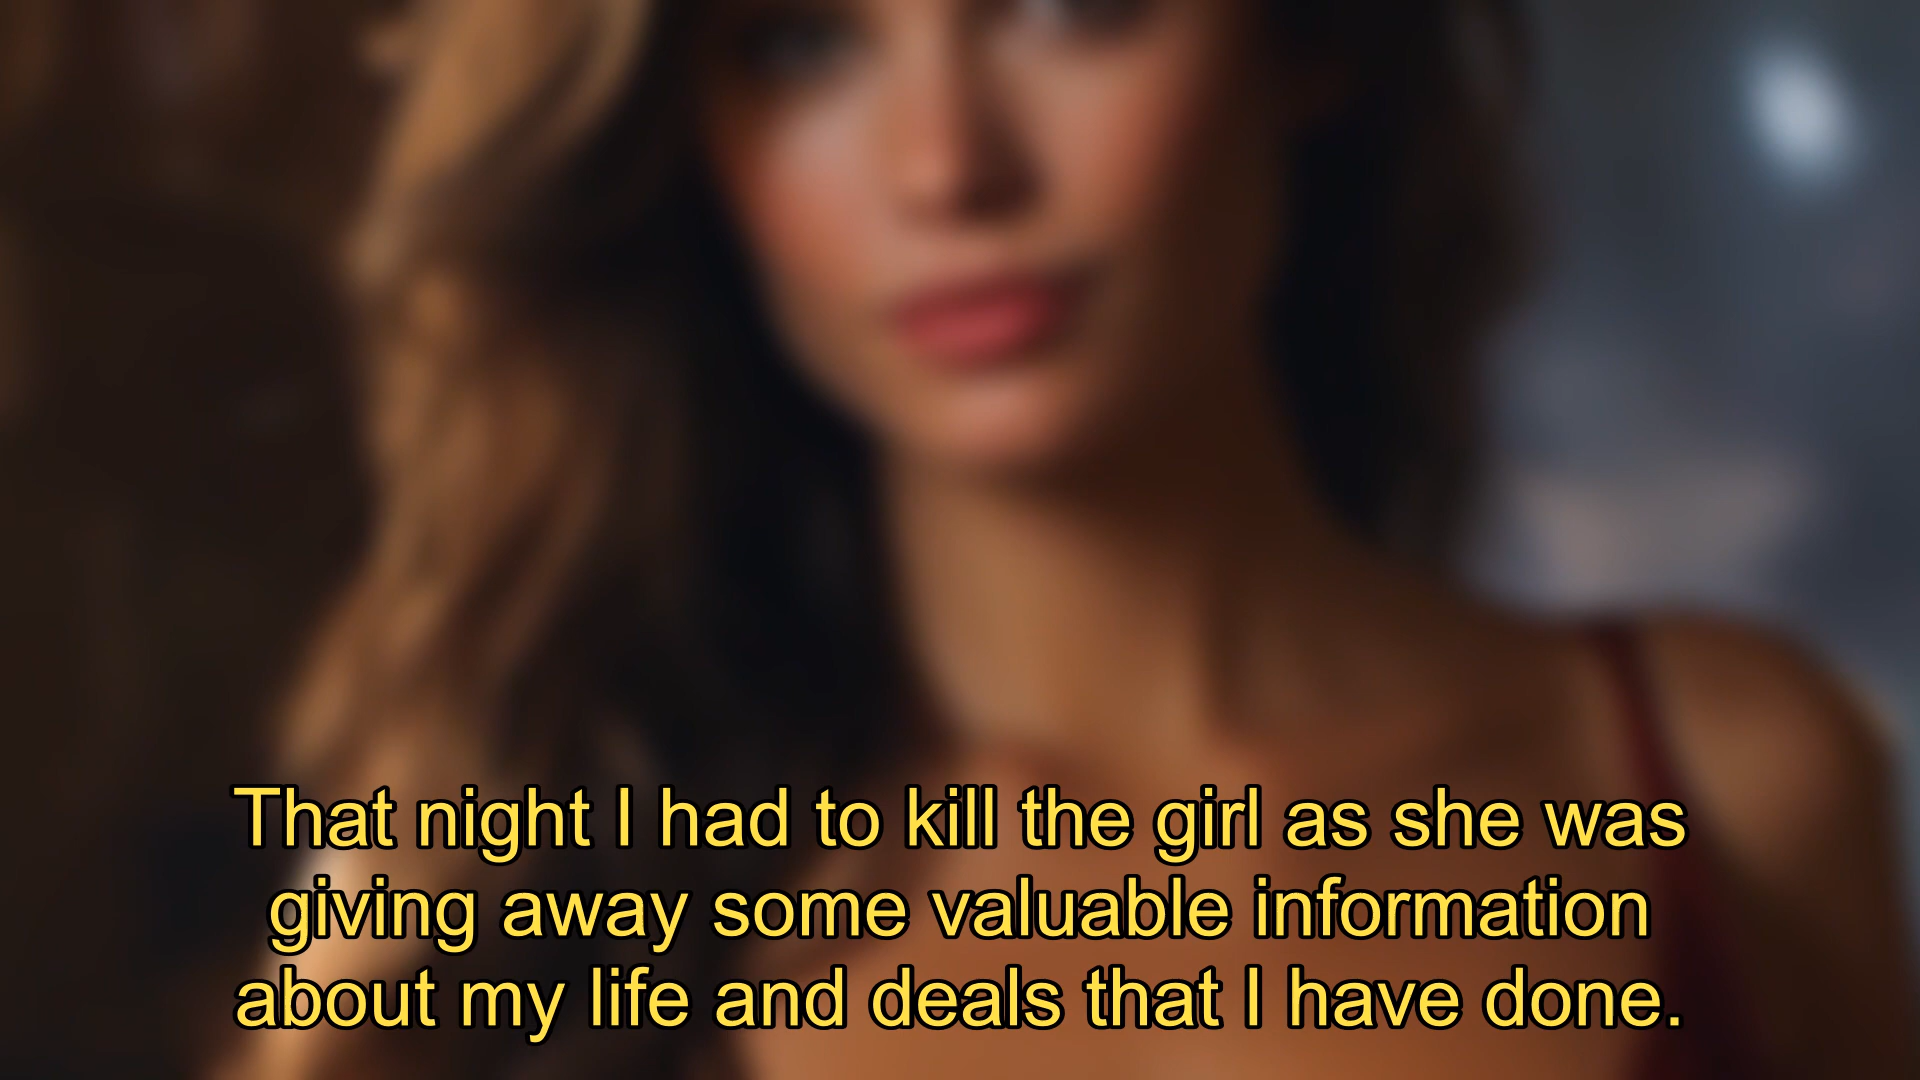 That night I had to kill the girl as she was
giving away some valuable information
about my life and deals that I have done.